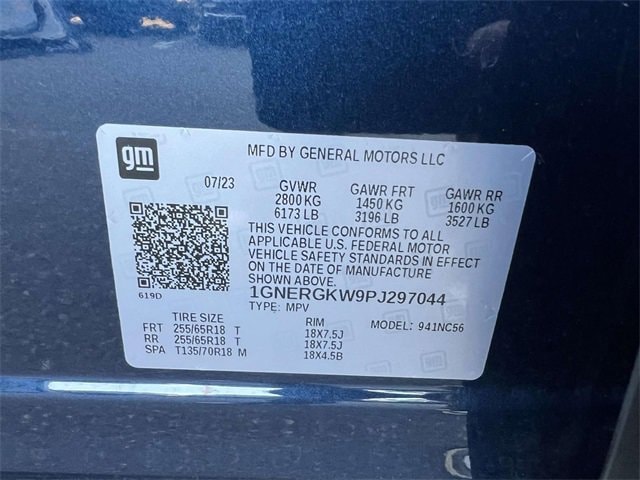 gm
MFD BY GENERAL MOTORS LLC
07/23
GVWR GAWR FRT GAWR RR
2800 KG 1450 KG 1600 KG
6173 LB 3196 LB 3527 LB
THIS VEHICLE CONFORMS TO ALL
APPLICABLE U.S. FEDERAL MOTOR
VEHICLE SAFETY STANDARDS IN EFFECT
ON THE DATE OF MANUFACTURE
SHOWN ABOVE.
619D
1GNERGKW9PJ297044
TYPE: MPV
TIRE SIZE RIM MODEL: 941NC56
FRT 255/65R18 T 18X7.5J
RR 255/65R18 T 18X7.5J
SPA T135/70R18 M 18X4.5B